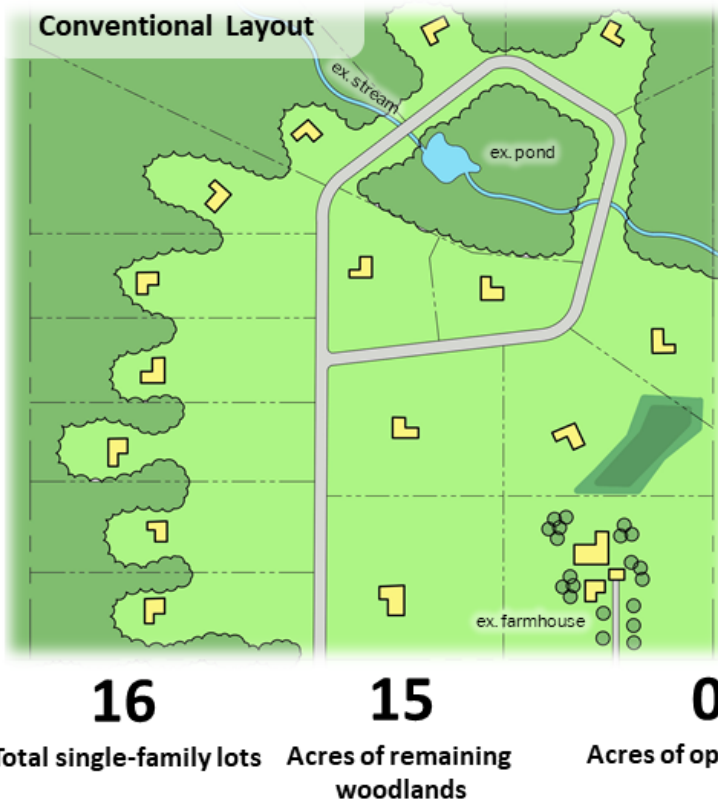 Conventional Layout
ex. stream
ex. pond
ex. farmhouse
16
15
0
Total single-family lots
Acres of remaining
woodlands
Acres of op